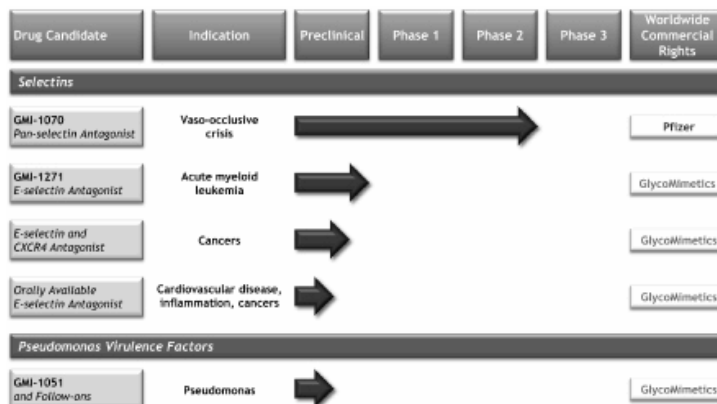 Drug Candidate
Indication
Preclinical
Phase 1
Phase 2
Phase 3
Worldwide
Commercial
Rights
Selectins
GMI-1070
Pan-selectin Antagonist
Vaso-occlusive
crisis
Pfizer
GMI-1271
E-selectin Antagonist
Acute myeloid
leukemia
GlycoMimetics
E-selectin and
CXCR4 Antagonist
Cancers
GlycoMimetics
Orally Available
E-selectin Antagonist
Cardiovascular disease,
inflammation, cancers
GlycoMimetics
Pseudomonas Virulence Factors
GMI-1051
and Follow-ons
Pseudomonas
GlycoMimetics